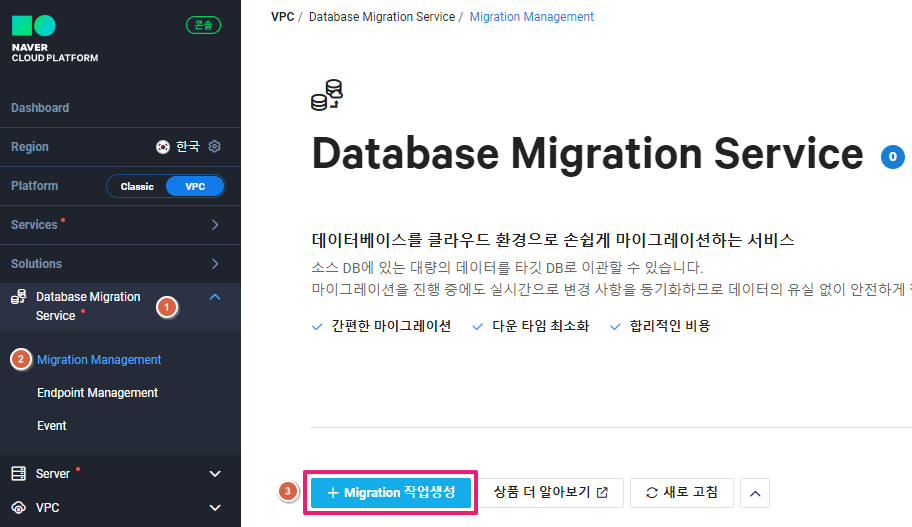 NAVER
CLOUD PLATFORM
콘솔
Dashboard
Region 한국
Platform Classic VPC
Services
Solutions
Database Migration
Service
1
2 Migration Management
Endpoint Management
Event
Server
VPC
VPC / Database Migration Service / Migration Management
Database Migration Service 0
데이터베이스를 클라우드 환경으로 손쉽게 마이그레이션하는 서비스
소스 DB에 있는 대량의 데이터를 타깃 DB로 이관할 수 있습니다.
마이그레이션을 진행 중에도 실시간으로 변경 사항을 동기화하므로 데이터의 유실 없이 안전하게
간편한 마이그레이션 다운 타임 최소화 합리적인 비용
3 + Migration 작업생성 상품 더 알아보기 새로 고침